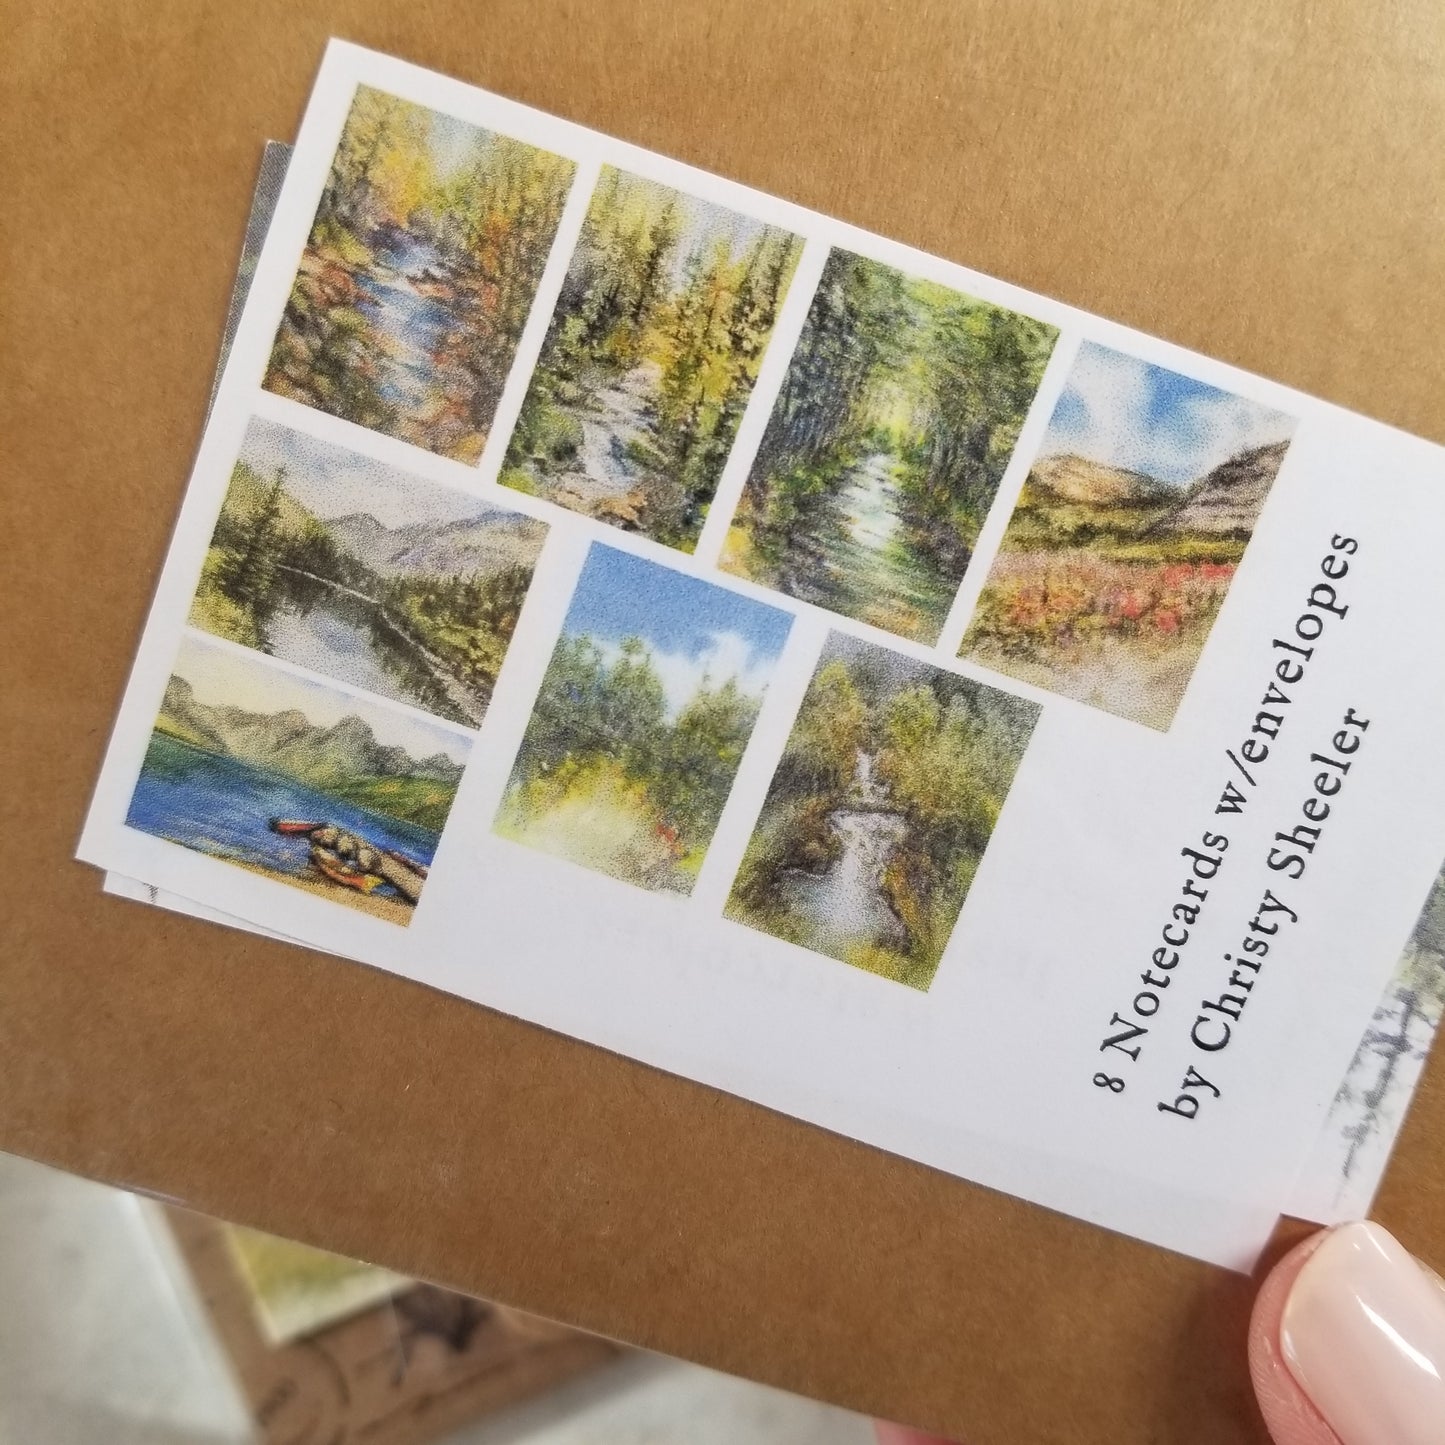 8 Notecards w/envelopes
by Christy Sheeler